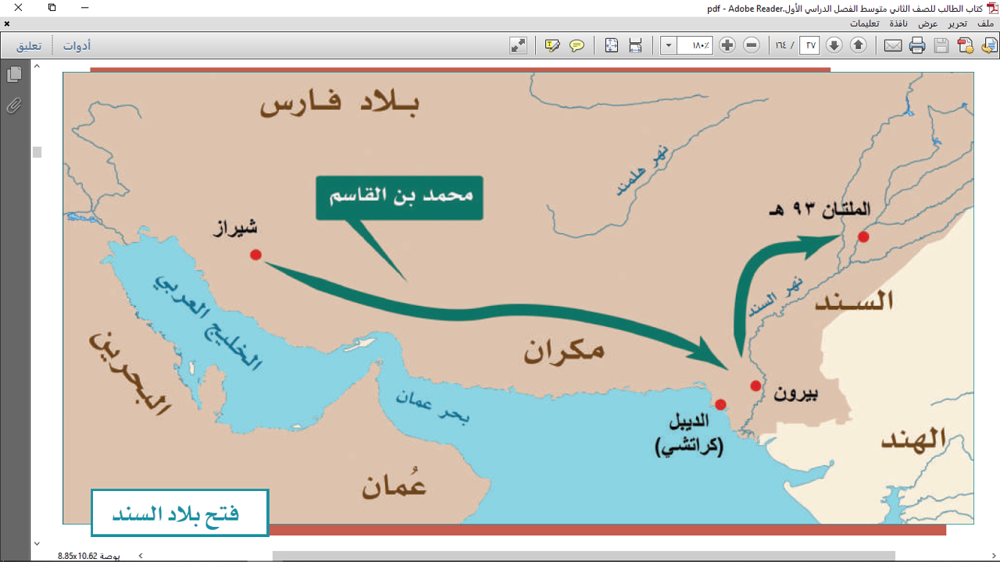 كتاب الطالب للصف الثاني متوسط الفصل الدراسي الأول.pdf - Adobe Reader
ملف تحرير عرض نافذة تعليمات
٢٧ / ١٦٤
١٨٠٪
أدوات
تعليق
بـلاد فـارس
نهر هلمند
محمد بن القاسم
الملتان ٩٣ هـ
شيراز
نهر السند
السـند
الخليج العربي
مكران
البحرين
بحر عمان
بيرون
الديبل
(كراتشي)
الهند
عُمان
فتح بلاد السند
8.85x10.62 بوصة